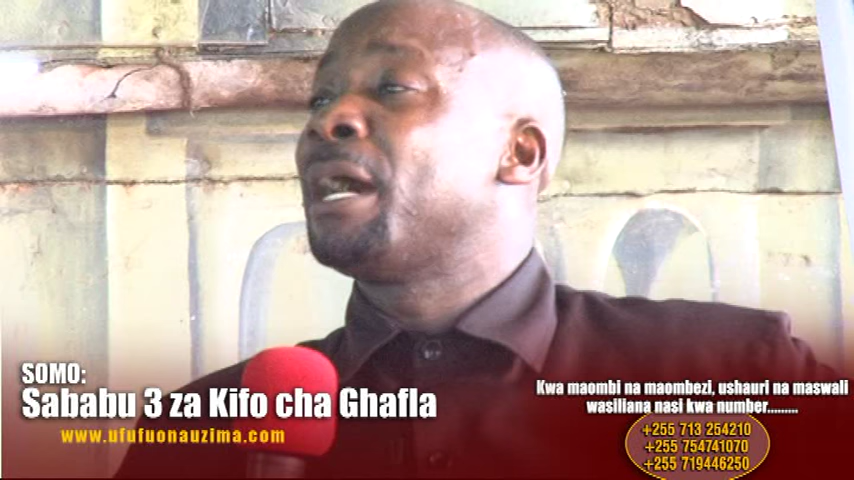 SOMO:
Sababu 3 za Kifo cha Ghafla
www.ufufuonauzima.com
Kwa maombi na maombezi, ushauri na maswali
wasiliana nasi kwa number.........
+255 713 254210
+255 754741070
+255 719446250